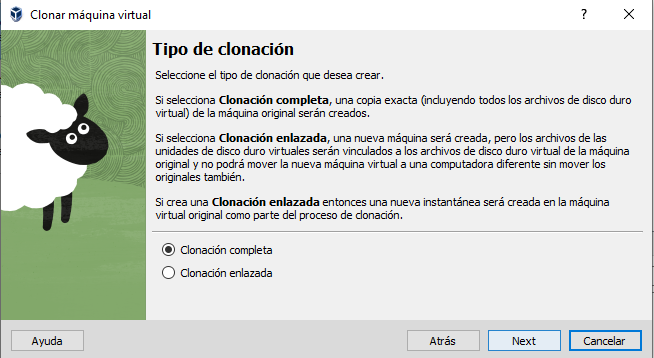 Clonar máquina virtual
Tipo de clonación
Seleccione el tipo de clonación que desea crear.
Si selecciona Clonación completa, una copia exacta (incluyendo todos los archivos de disco duro
virtual) de la máquina original serán creados.
Si selecciona Clonación enlazada, una nueva máquina será creada, pero los archivos de las
unidades de disco duro virtuales serán vinculados a los archivos de disco duro virtual de la máquina
original y no podrá mover la nueva máquina virtual a una computadora diferente sin mover los
originales también.
Si crea una Clonación enlazada entonces una nueva instantánea será creada en la máquina
virtual original como parte del proceso de clonación.
Clonación completa
Clonación enlazada
Ayuda
Atrás
Next
Cancelar